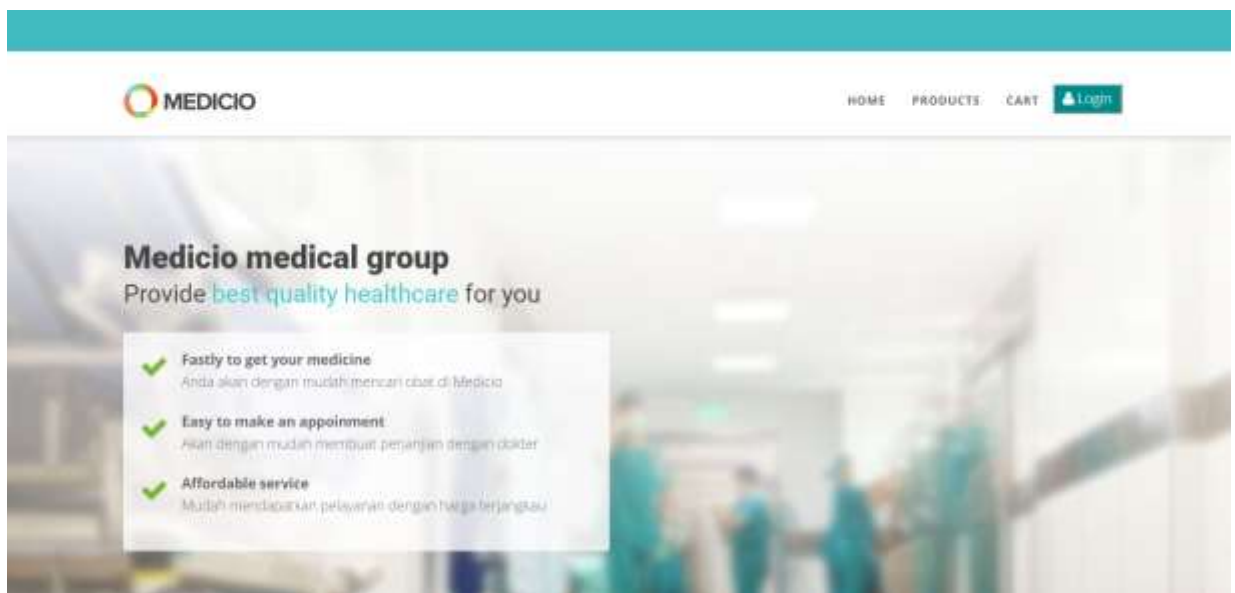 MEDICIO
HOME PRODUCTS CART Login
Medicio medical group
Provide best quality healthcare for you
Fastly to get your medicine
Anda akan dengan mudah mencari obat di Medicio
Easy to make an appoinment
Akan dengan mudah membuat perjanjian dengan dokter
Affordable service
Mudah mendapatkan pelayanan dengan harga terjangkau